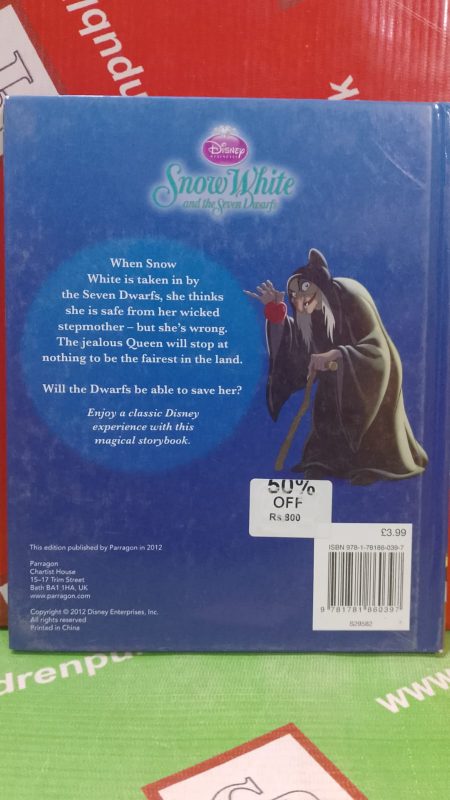 Disney
PRINCESS
Snow White
and the Seven Dwarfs
When Snow
White is taken in by
the Seven Dwarfs, she thinks
she is safe from her wicked
stepmother – but she's wrong.
The jealous Queen will stop at
nothing to be the fairest in the land.
Will the Dwarfs be able to save her?
Enjoy a classic Disney
experience with this
magical storybook.
50%
OFF
Rs 800
£3.99
ISBN 978-1-78186-039-7
9 781781 860397
S29582
This edition published by Parragon in 2012
Parragon
Chartist House
15–17 Trim Street
Bath BA1 1HA, UK
www.parragon.com
Copyright © 2012 Disney Enterprises, Inc.
All rights reserved
Printed in China
drenpu
www